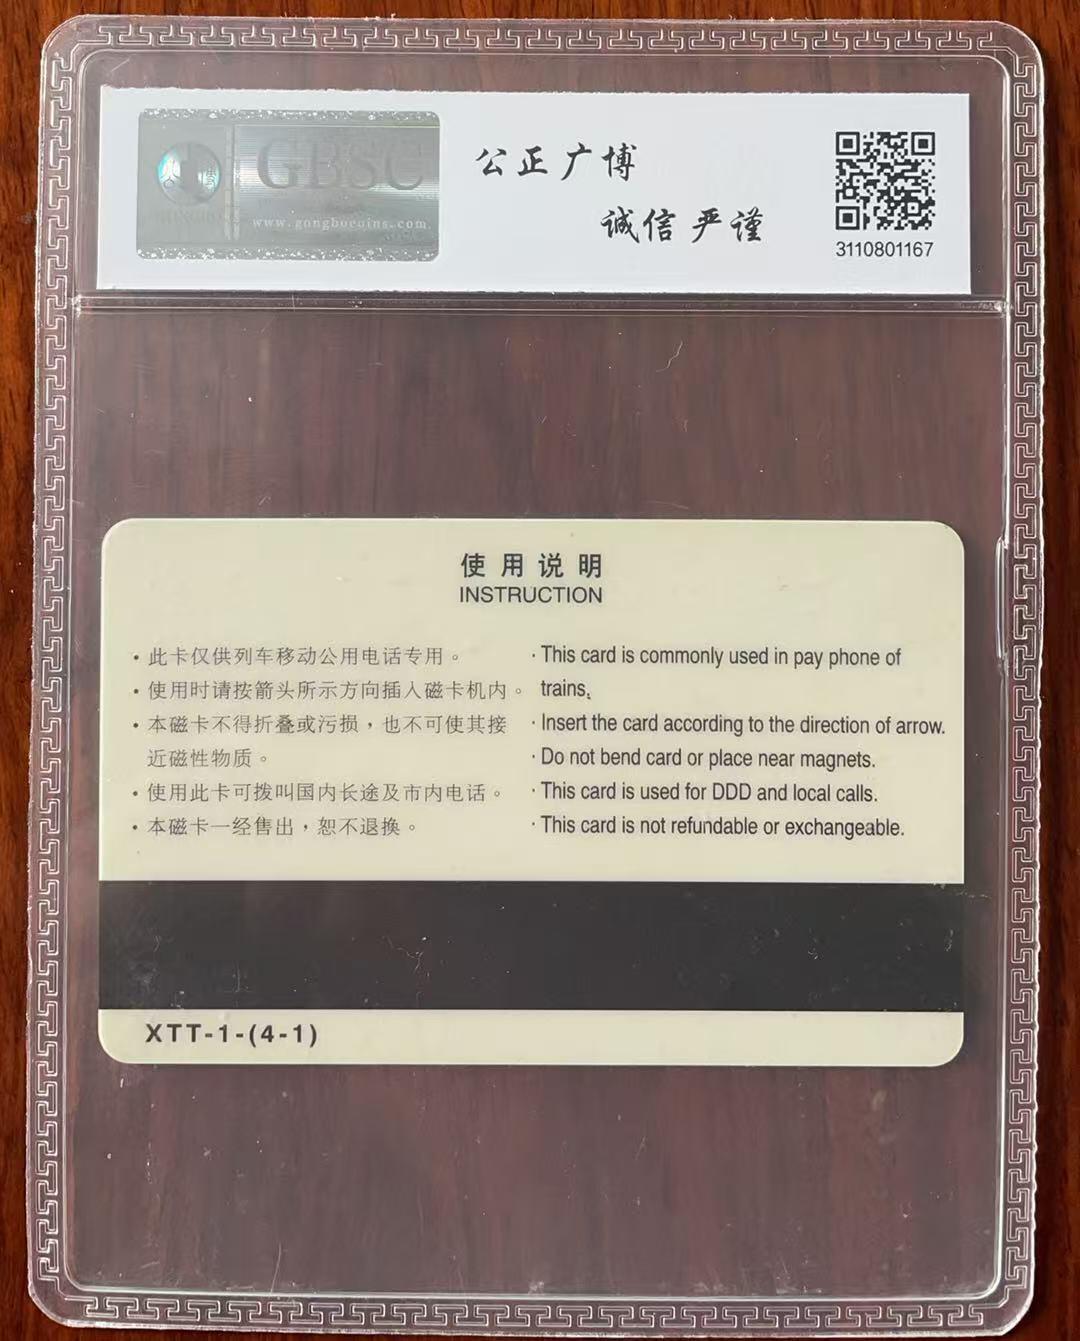 GBSC
www.gongbocoins.com
公正广博
诚信严谨
3110801167
使用说明
INSTRUCTION
· 此卡仅供列车移动公用电话专用。
· 使用时请按箭头所示方向插入磁卡机内。
· 本磁卡不得折叠或污损，也不可使其接
近磁性物质。
· 使用此卡可拨叫国内长途及市内电话。
· 本磁卡一经售出，恕不退换。
· This card is commonly used in pay phone of
trains、
· Insert the card according to the direction of arrow.
· Do not bend card or place near magnets.
· This card is used for DDD and local calls.
· This card is not refundable or exchangeable.
XTT-1-(4-1)